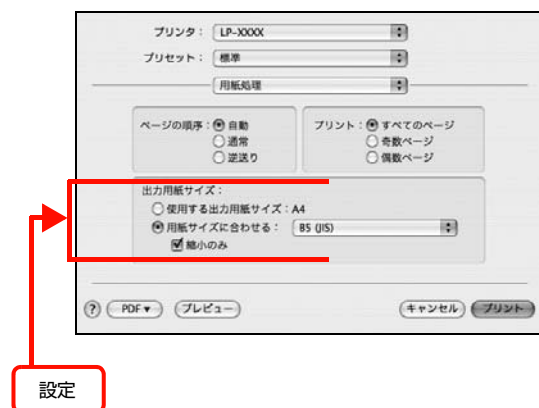 プリンタ： LP-XXXX
プリセット： 標準
用紙処理
ページの順序： 自動
通常
逆送り
プリント： すべてのページ
奇数ページ
偶数ページ
出力用紙サイズ：
使用する出力用紙サイズ：A4
用紙サイズに合わせる： B5 (JIS)
縮小のみ
? PDF▼ プレビュー キャンセル プリント
設定